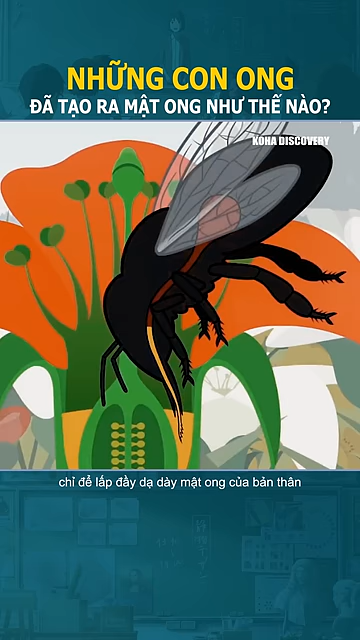 NHỮNG CON ONG
ĐÃ TẠO RA MẬT ONG NHƯ THẾ NÀO?
KOHA DISCOVERY
chỉ để lấp đầy dạ dày mật ong của bản thân